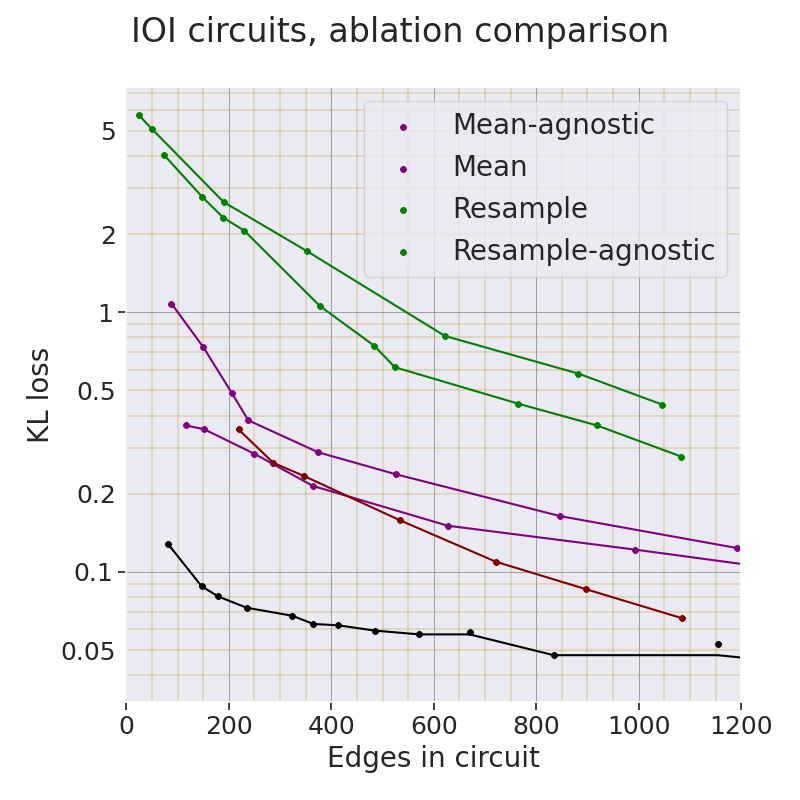 IOI circuits, ablation comparison
Mean-agnostic
Mean
Resample
Resample-agnostic
KL loss
5
2
1
0.5
0.2
0.1
0.05
0 200 400 600 800 1000 1200
Edges in circuit